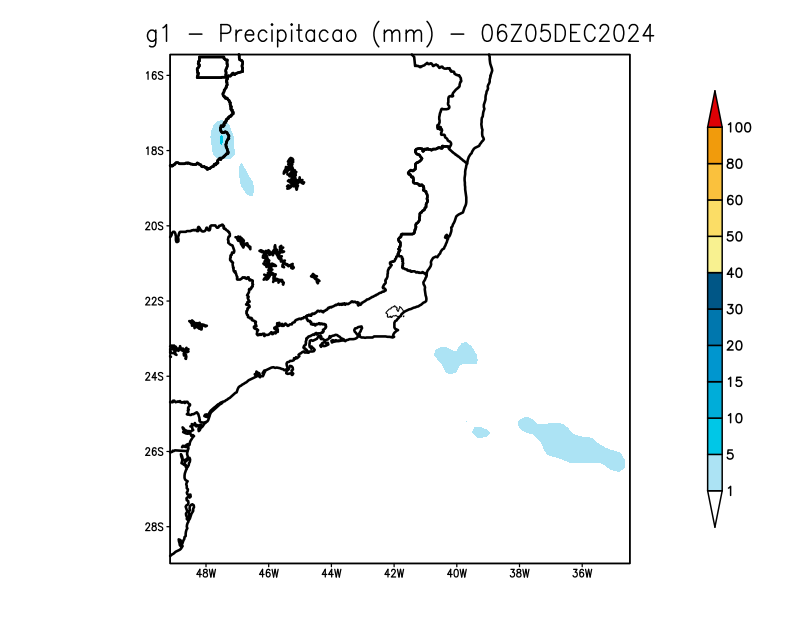 g1 – Precipitacao (mm) – 06Z05DEC2024
16S
18S
20S
22S
24S
26S
28S
48W 46W 44W 42W 40W 38W 36W
100
80
60
50
40
30
20
15
10
5
1